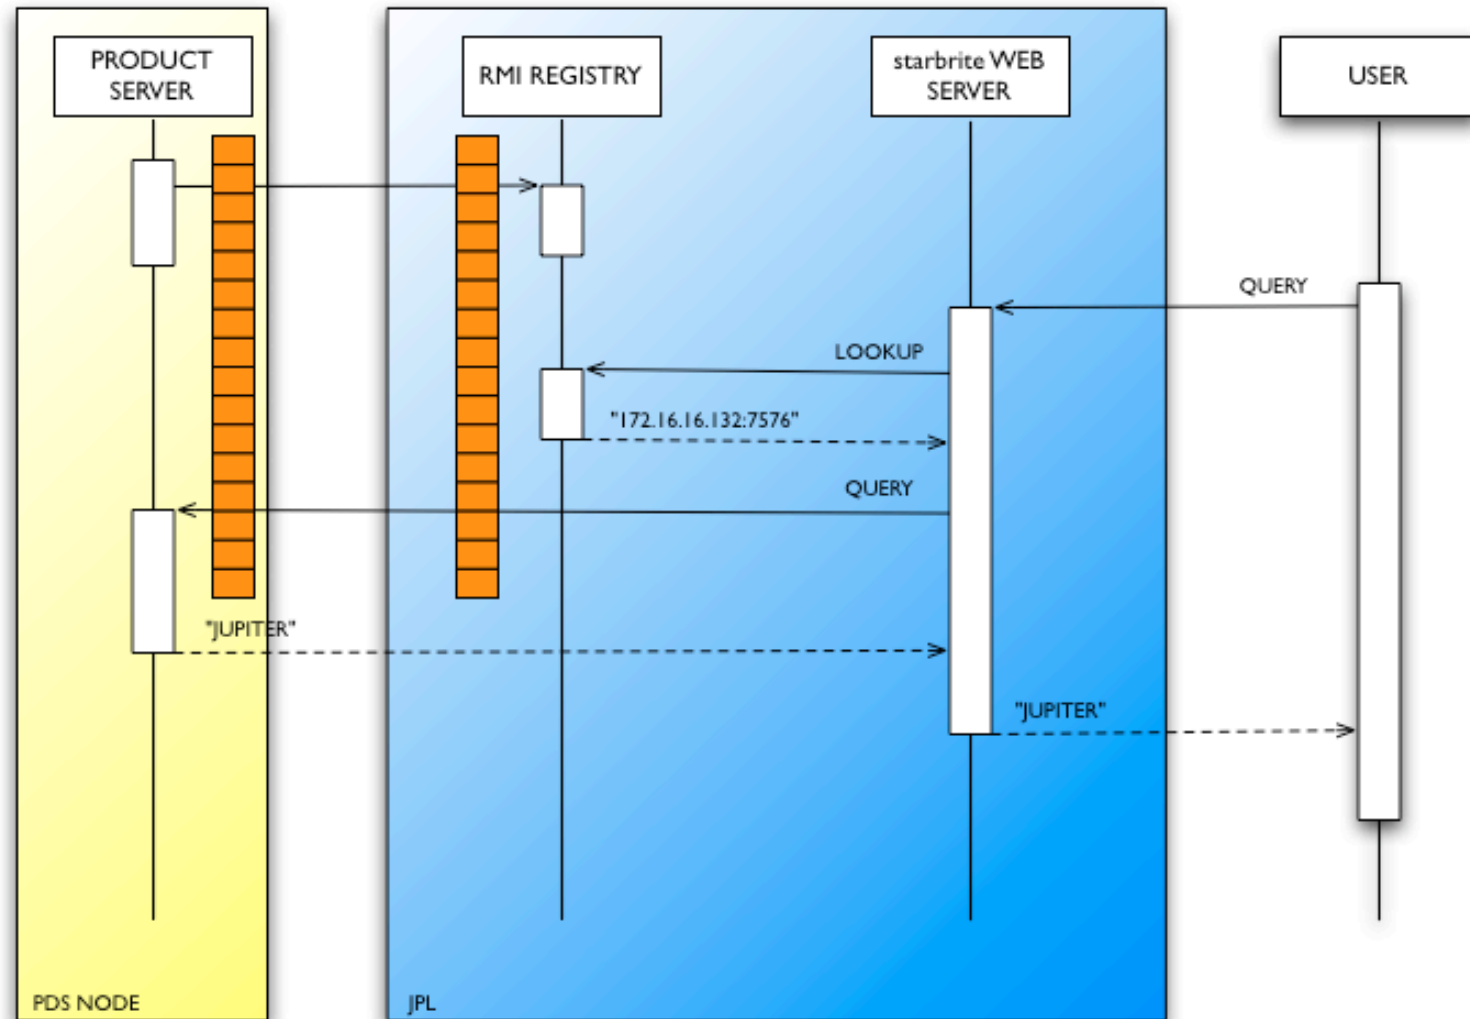 PRODUCT
SERVER
RMI REGISTRY
starbrite WEB
SERVER
USER
QUERY
LOOKUP
"172.16.16.132:7576"
QUERY
"JUPITER"
"JUPITER"
PDS NODE
JPL